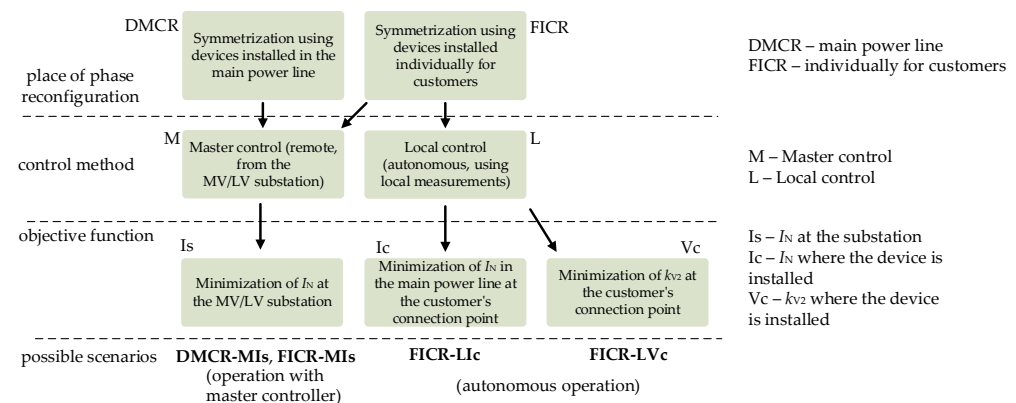 DMCR
Symmetrization using
devices installed in the
main power line
Symmetrization using
devices installed
individually for
customers
FICR
DMCR – main power line
FICR – individually for customers
place of phase
reconfiguration
control method
M
Master control (remote,
from the
MV/LV substation)
Local control
(autonomous, using
local measurements)
L
M – Master control
L – Local control
objective function
Is
Minimization of IN at
the MV/LV substation
Ic
Minimization of IN in
the main power line at
the customer's
connection point
Vc
Minimization of kV2 at
the customer's
connection point
Is – IN at the substation
Ic – IN where the device is
installed
Vc – kV2 where the device
is installed
possible scenarios
DMCR-MIs, FICR-MIs
(operation with
master controller)
FICR-LIc
FICR-LVc
(autonomous operation)